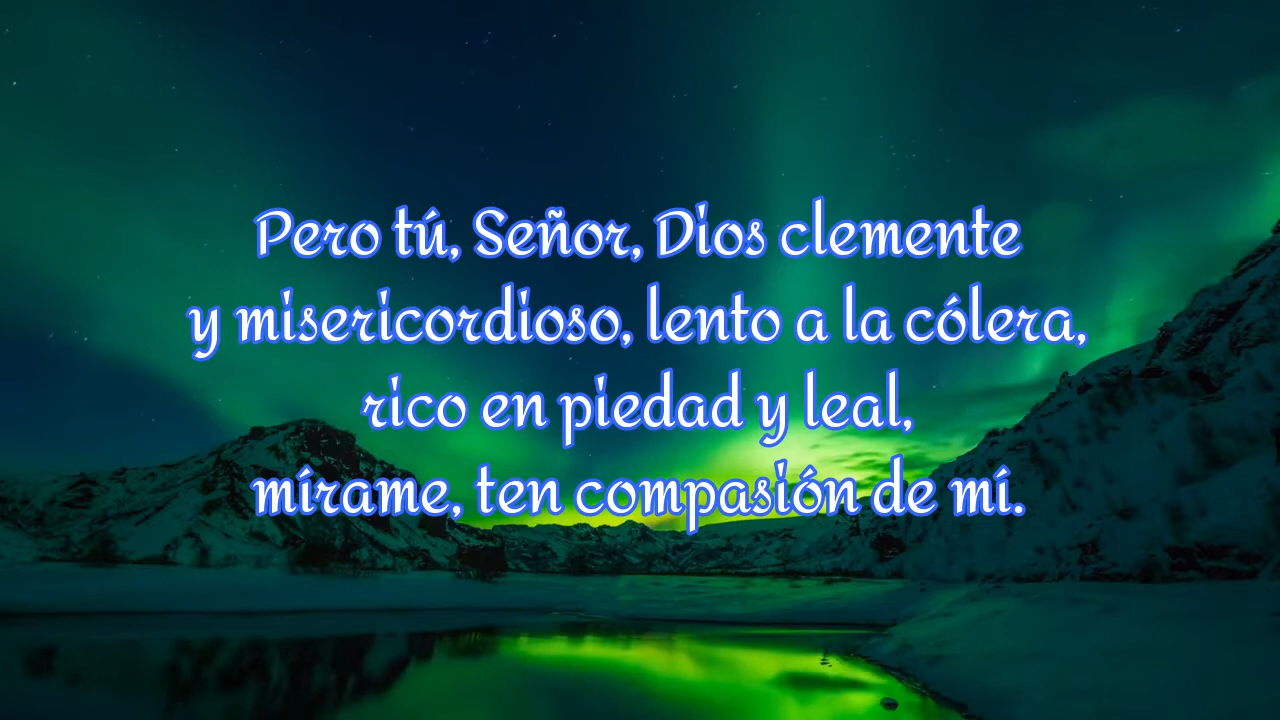 Pero tú, Señor, Dios clemente
y misericordioso, lento a la cólera,
rico en piedad y leal,
mírame, ten compasión de mí.